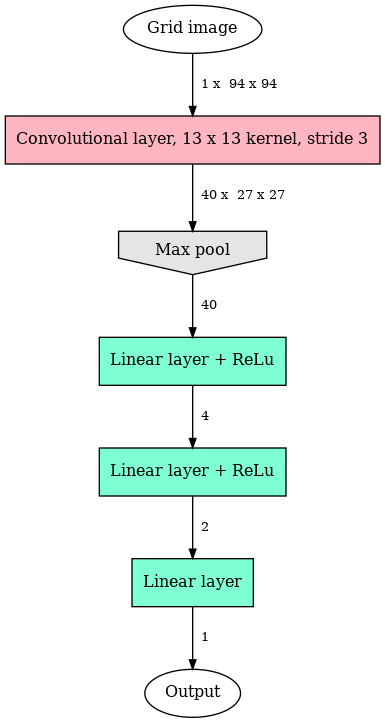 Grid image
1 x  94 x 94
Convolutional layer, 13 x 13 kernel, stride 3
40 x  27 x 27
Max pool
40
Linear layer + ReLu
4
Linear layer + ReLu
2
Linear layer
1
Output